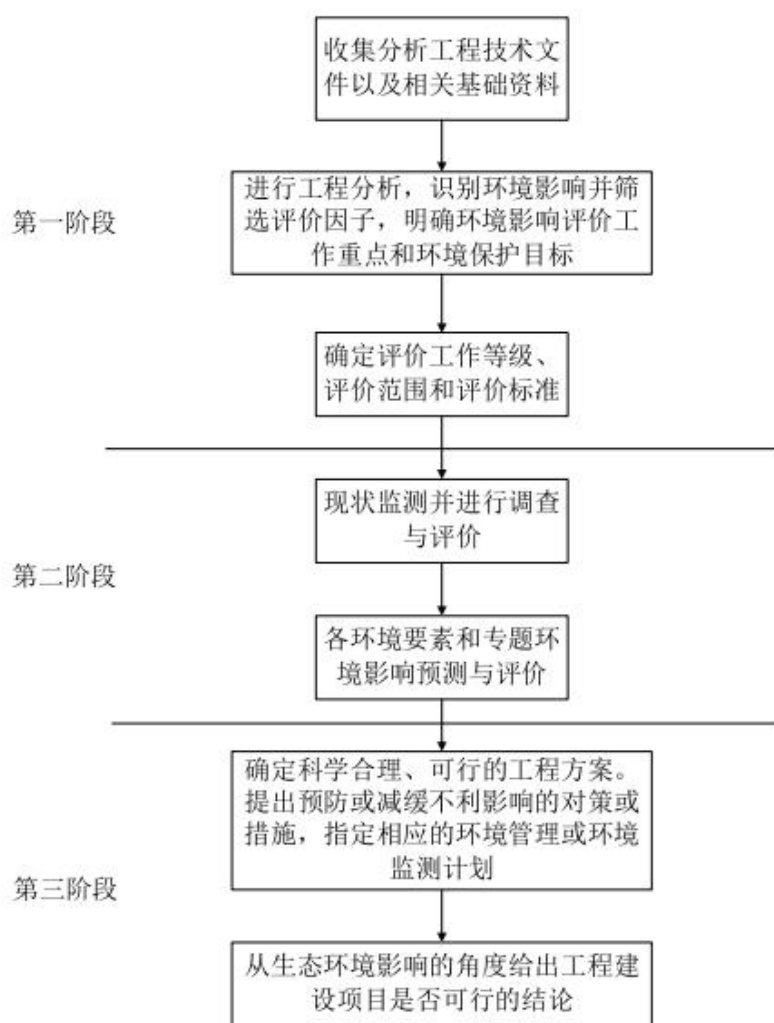 收集分析工程技术文
件以及相关基础资料
第一阶段
进行工程分析，识别环境影响并筛
选评价因子，明确环境影响评价工
作重点和环境保护目标
确定评价工作等级、
评价范围和评价标准
现状监测并进行调查
与评价
第二阶段
各环境要素和专题环
境影响预测与评价
确定科学合理、可行的工程方案。
提出预防或减缓不利影响的对策或
措施，指定相应的环境管理或环境
监测计划
第三阶段
从生态环境影响的角度给出工程建
设项目是否可行的结论